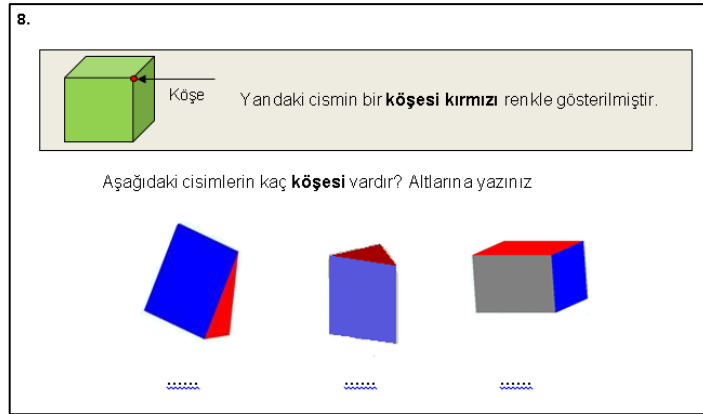 8.
Köşe
Yandaki cismin bir köşesi kırmızı renkle gösterilmiştir.
Aşağıdaki cisimlerin kaç köşesi vardır? Altlarına yazınız
...... ...... ......